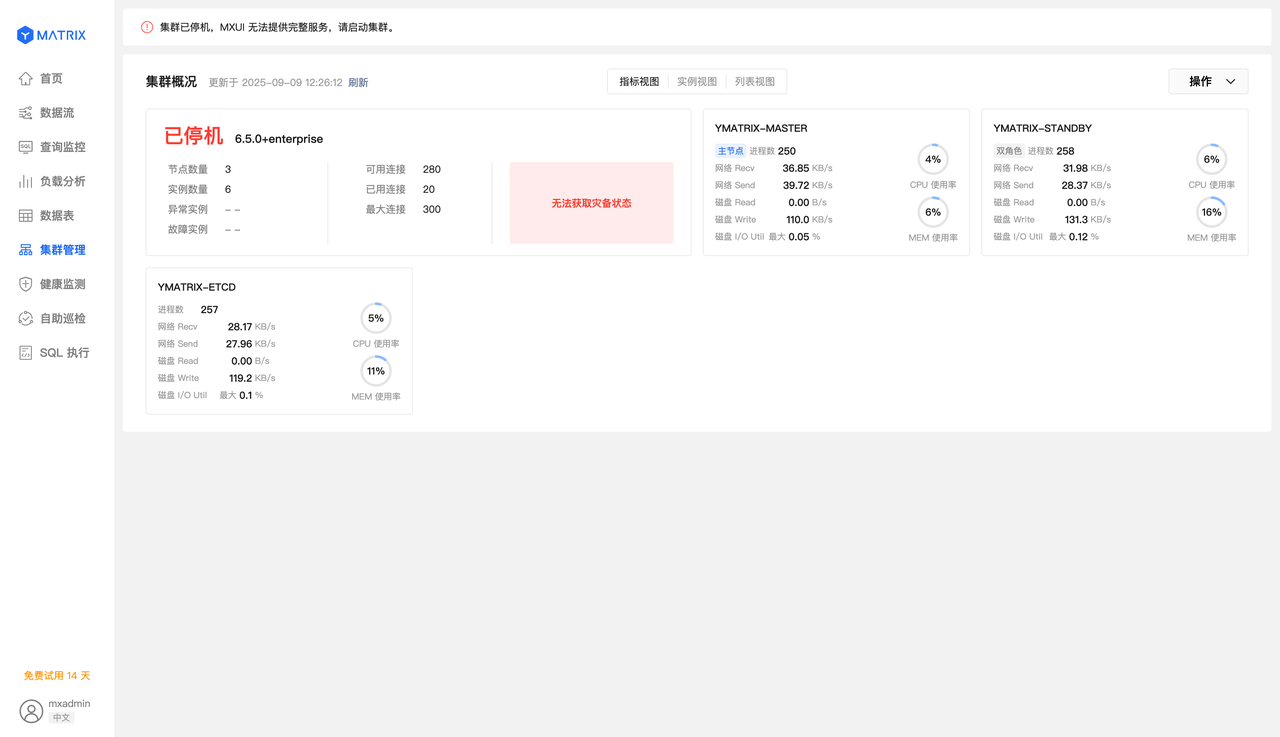 MATRIX
首页
数据流
查询监控
负载分析
数据表
集群管理
健康监测
自助巡检
SQL 执行
免费试用 14 天
mxadmin
中文
集群已停机，MXUI 无法提供完整服务，请启动集群。
集群概况 更新于 2025-09-09 12:26:12 刷新
指标视图 实例视图 列表视图
操作
已停机 6.5.0+enterprise
节点数量 3
实例数量 6
异常实例 – –
故障实例 – –
可用连接 280
已用连接 20
最大连接 300
无法获取灾备状态
YMATRIX-MASTER
主节点 进程数 250
网络 Recv 36.85 KB/s
网络 Send 39.72 KB/s
磁盘 Read 0.00 B/s
磁盘 Write 110.0 KB/s
磁盘 I/O Util 最大 0.05 %
4%
CPU 使用率
6%
MEM 使用率
YMATRIX-STANDBY
双角色 进程数 258
网络 Recv 31.98 KB/s
网络 Send 28.37 KB/s
磁盘 Read 0.00 B/s
磁盘 Write 131.3 KB/s
磁盘 I/O Util 最大 0.12 %
6%
CPU 使用率
16%
MEM 使用率
YMATRIX-ETCD
进程数 257
网络 Recv 28.17 KB/s
网络 Send 27.96 KB/s
磁盘 Read 0.00 B/s
磁盘 Write 119.2 KB/s
磁盘 I/O Util 最大 0.1 %
5%
CPU 使用率
11%
MEM 使用率